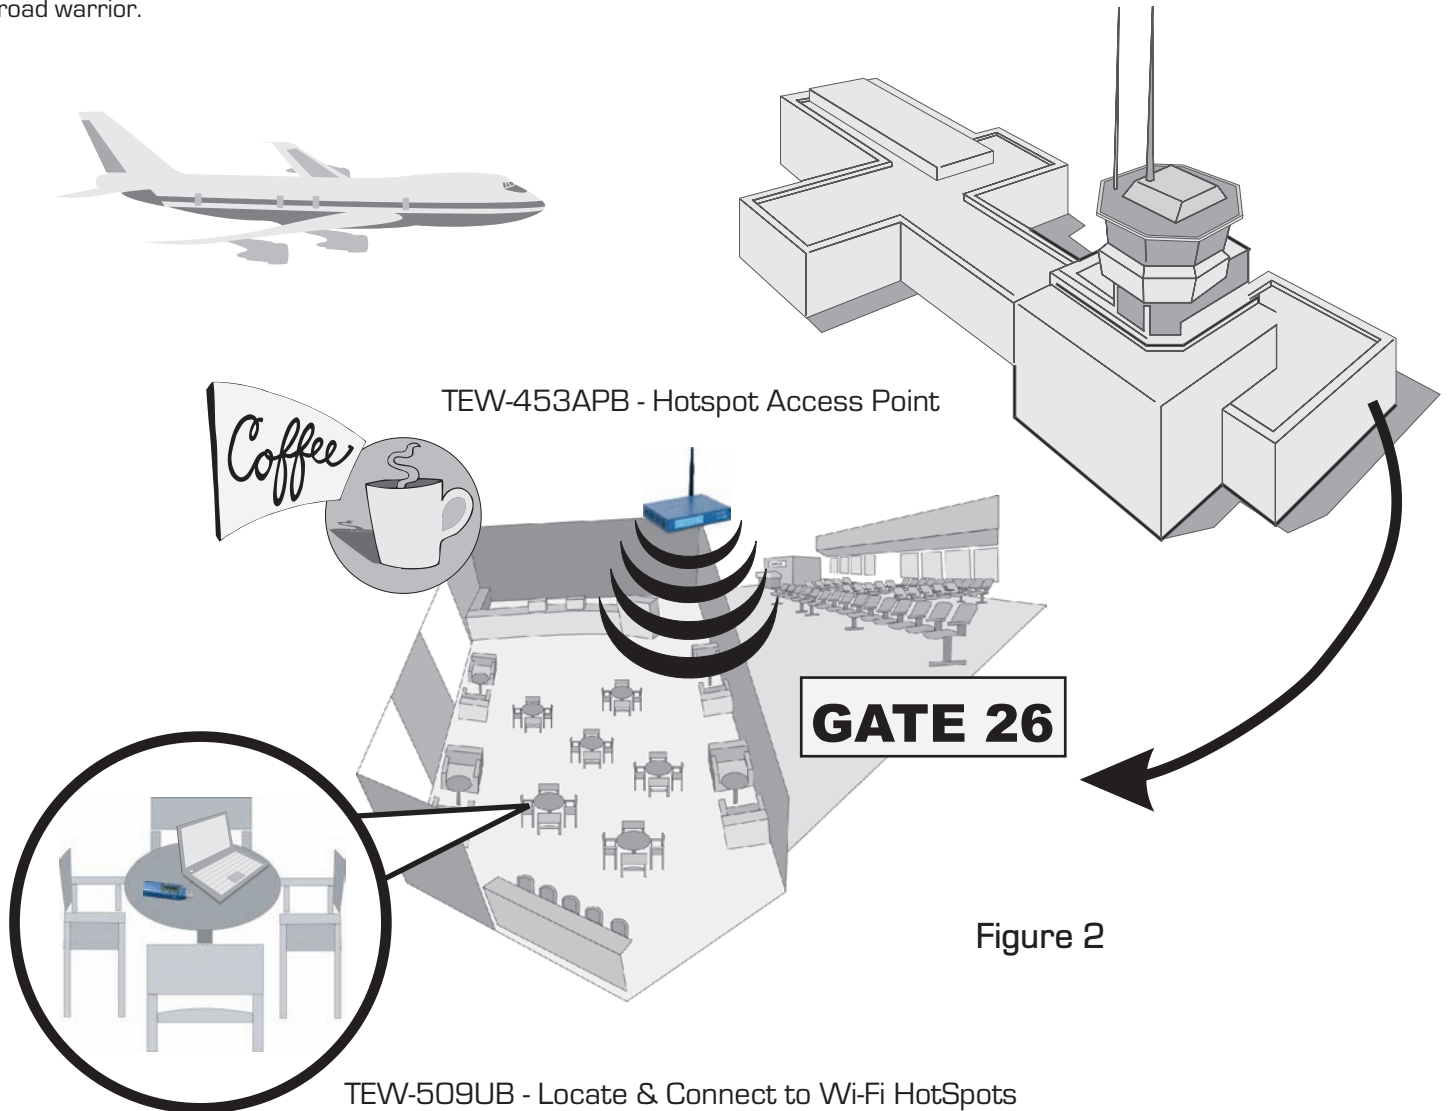 road warrior.
TEW-453APB - Hotspot Access Point
Coffee
GATE 26
Figure 2
TEW-509UB - Locate & Connect to Wi-Fi HotSpots